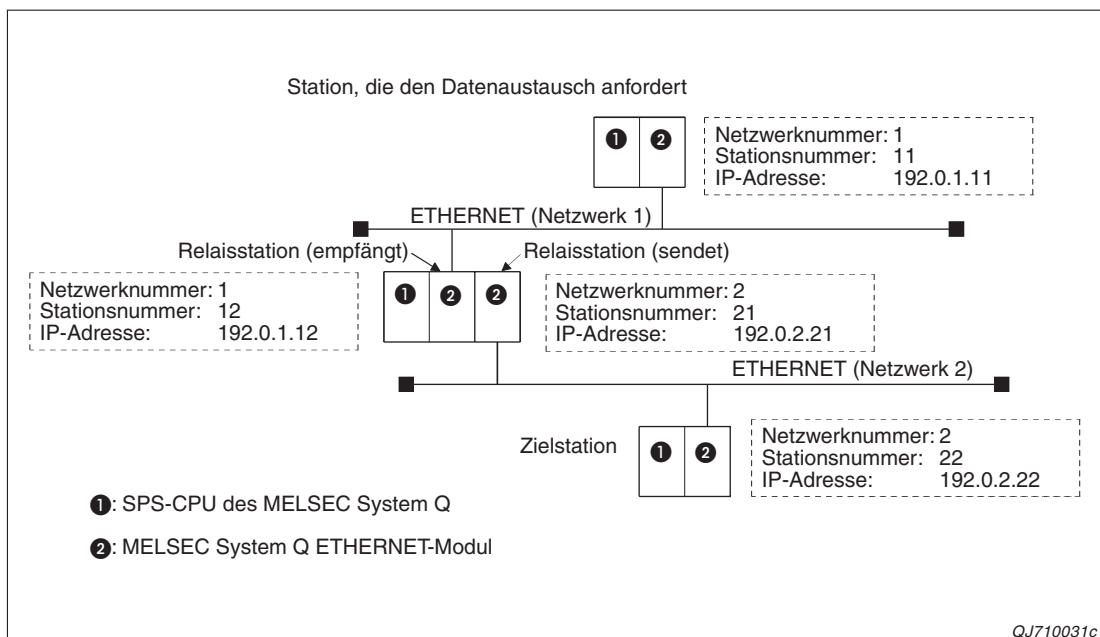 Station, die den Datenaustausch anfordert
❶ ❷
Netzwerknummer: 1
Stationsnummer: 11
IP-Adresse: 192.0.1.11
ETHERNET (Netzwerk 1)
Relaisstation (empfängt)
Relaisstation (sendet)
Netzwerknummer: 1
Stationsnummer: 12
IP-Adresse: 192.0.1.12
❶ ❷ ❷
Netzwerknummer: 2
Stationsnummer: 21
IP-Adresse: 192.0.2.21
ETHERNET (Netzwerk 2)
Zielstation
❶ ❷
Netzwerknummer: 2
Stationsnummer: 22
IP-Adresse: 192.0.2.22
❶: SPS-CPU des MELSEC System Q
❷: MELSEC System Q ETHERNET-Modul
QJ710031c